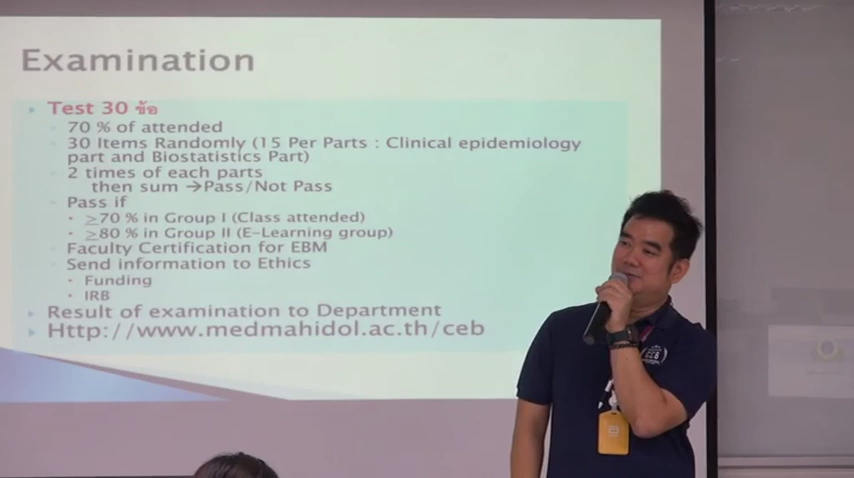 Examination
Test 30 ข้อ
70 % of attended
30 Items Randomly (15 Per Parts : Clinical epidemiology
part and Biostatistics Part)
2 times of each parts
then sum →Pass/Not Pass
Pass if
≥70 % in Group I (Class attended)
≥80 % in Group II (E-Learning group)
Faculty Certification for EBM
Send information to Ethics
Funding
IRB
Result of examination to Department
Http://www.medmahidol.ac.th/ceb